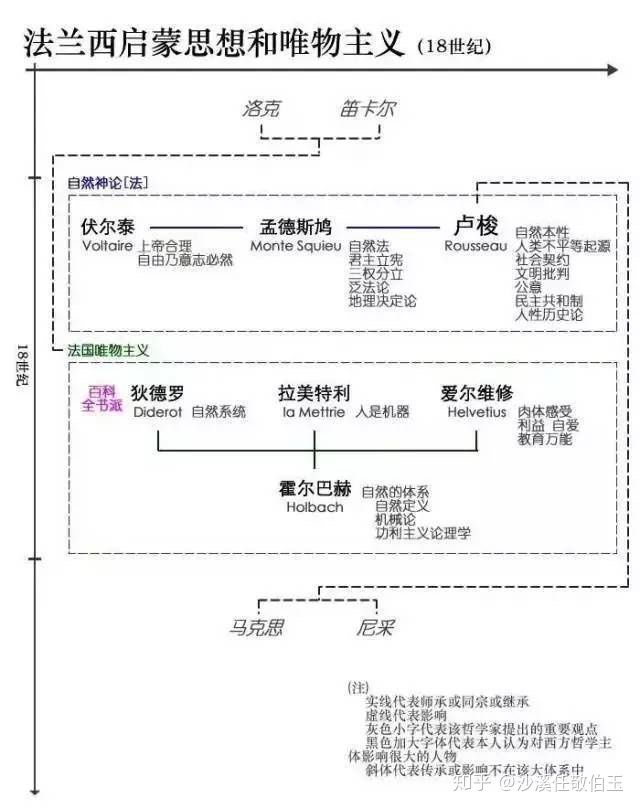 法兰西启蒙思想和唯物主义 (18世纪)
洛克 笛卡尔
自然神论[法]
伏尔泰 孟德斯鸠 卢梭
Voltaire 上帝合理
自由乃意志必然
Monte Squieu 自然法
君主立宪
三权分立
泛法论
地理决定论
Rousseau 自然本性
人类不平等起源
社会契约
文明批判
公意
民主共和制
人性历史论
18世纪
法国唯物主义
百科
全书派
狄德罗 拉美特利 爱尔维修
Diderot 自然系统
la Mettrie 人是机器
Helvetius 肉体感受
利益 自爱
教育万能
霍尔巴赫 自然的体系
Holbach 自然定义
机械论
功利主义论理学
马克思 尼采
(注)
实线代表师承或同宗或继承
虚线代表影响
灰色小字代表该哲学家提出的重要观点
黑色加大字体代表本人认为对西方哲学主
体影响很大的人物
斜体代表传承或影响不在该大体系中
知乎 @沙溪任敬伯玉